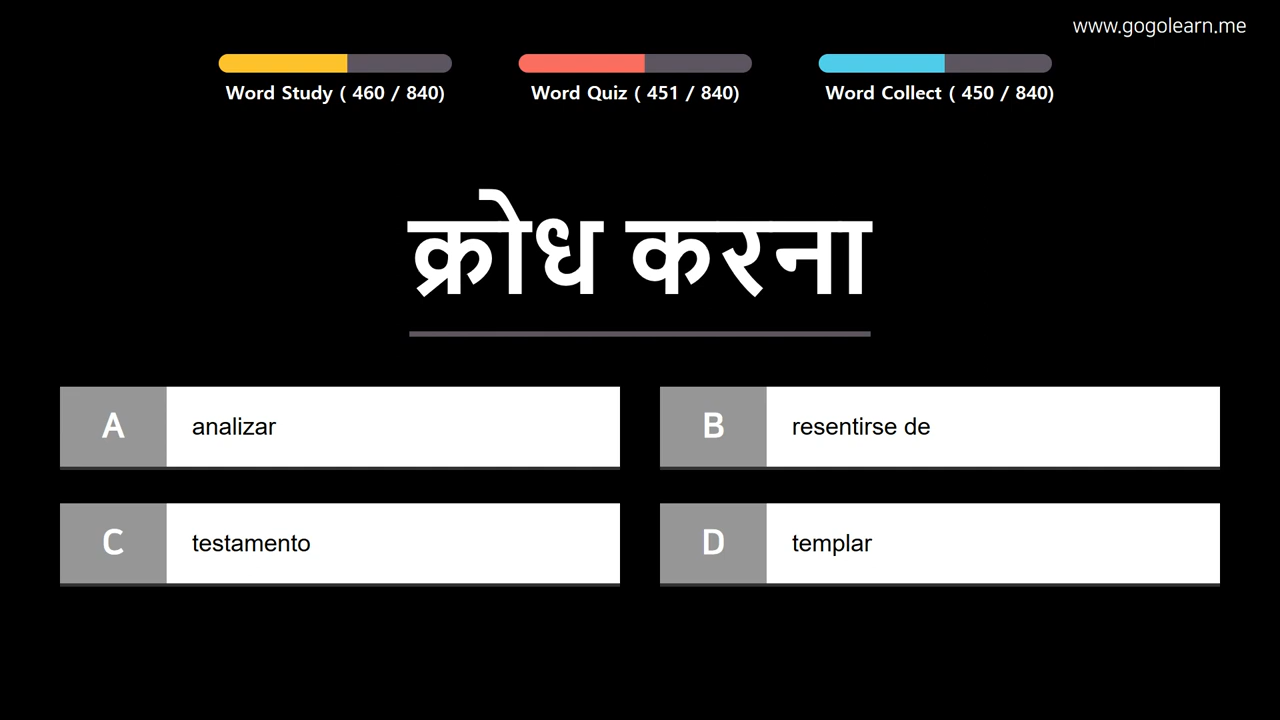 www.gogolearn.me
Word Study ( 460 / 840)
Word Quiz ( 451 / 840)
Word Collect ( 450 / 840)
क्रोध करना
A analizar
B resentirse de
C testamento
D templar